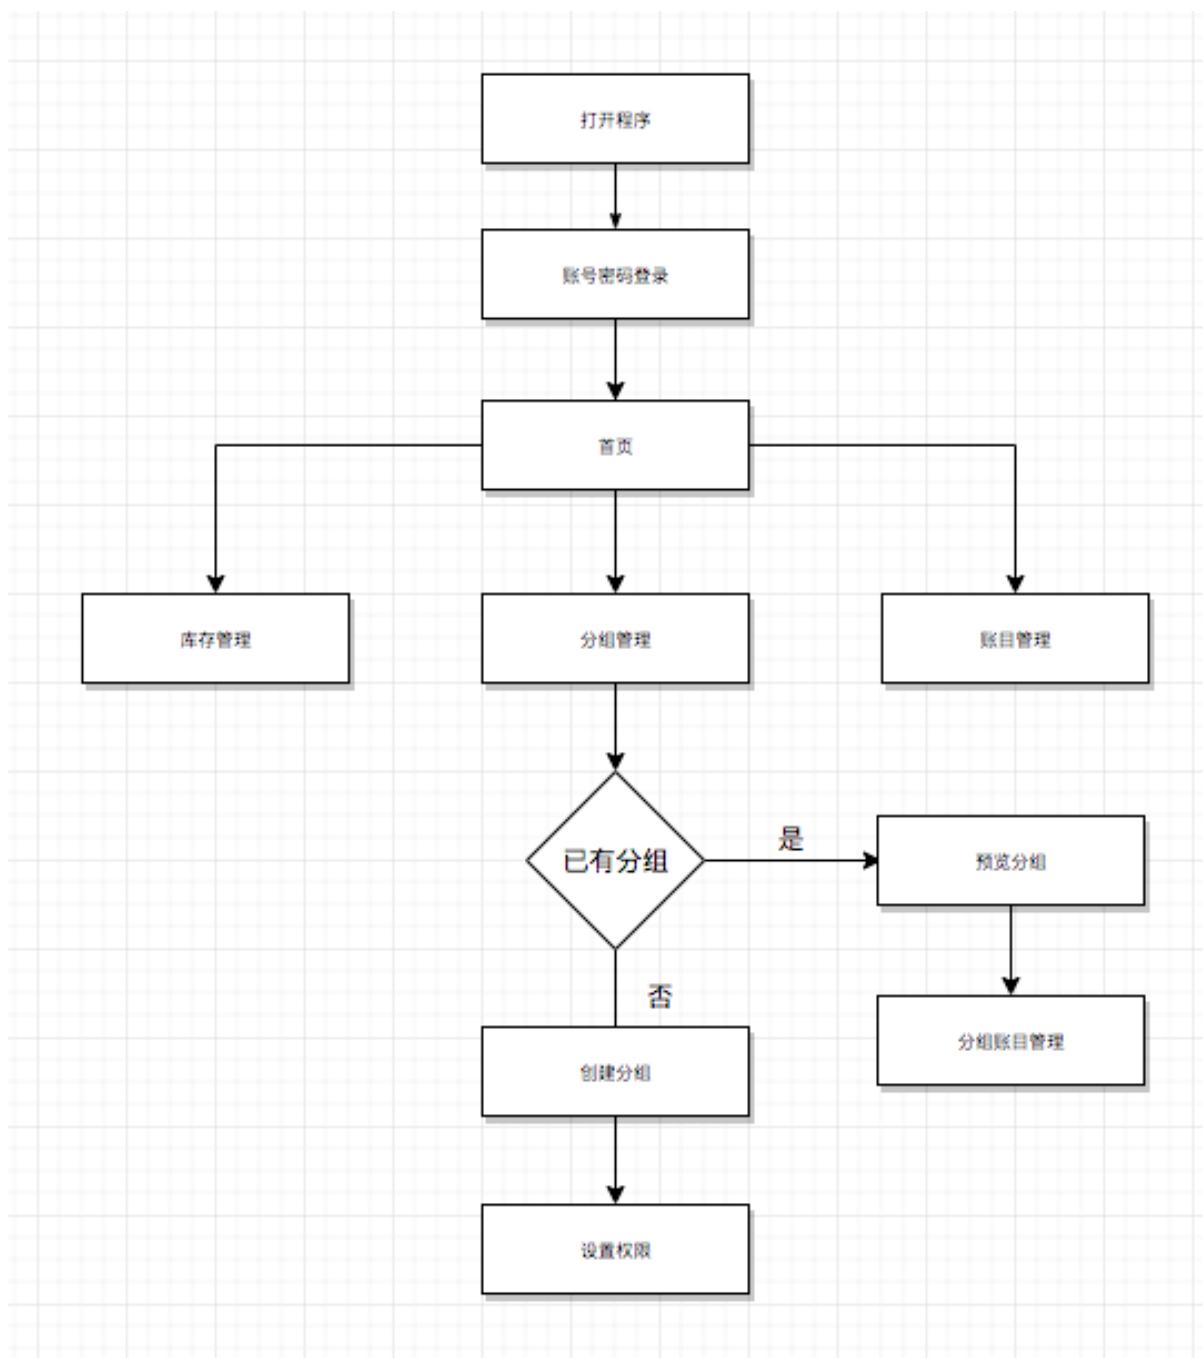 打开程序
账号密码登录
首页
库存管理
分组管理
账目管理
已有分组
是
预览分组
否
分组账目管理
创建分组
设置权限